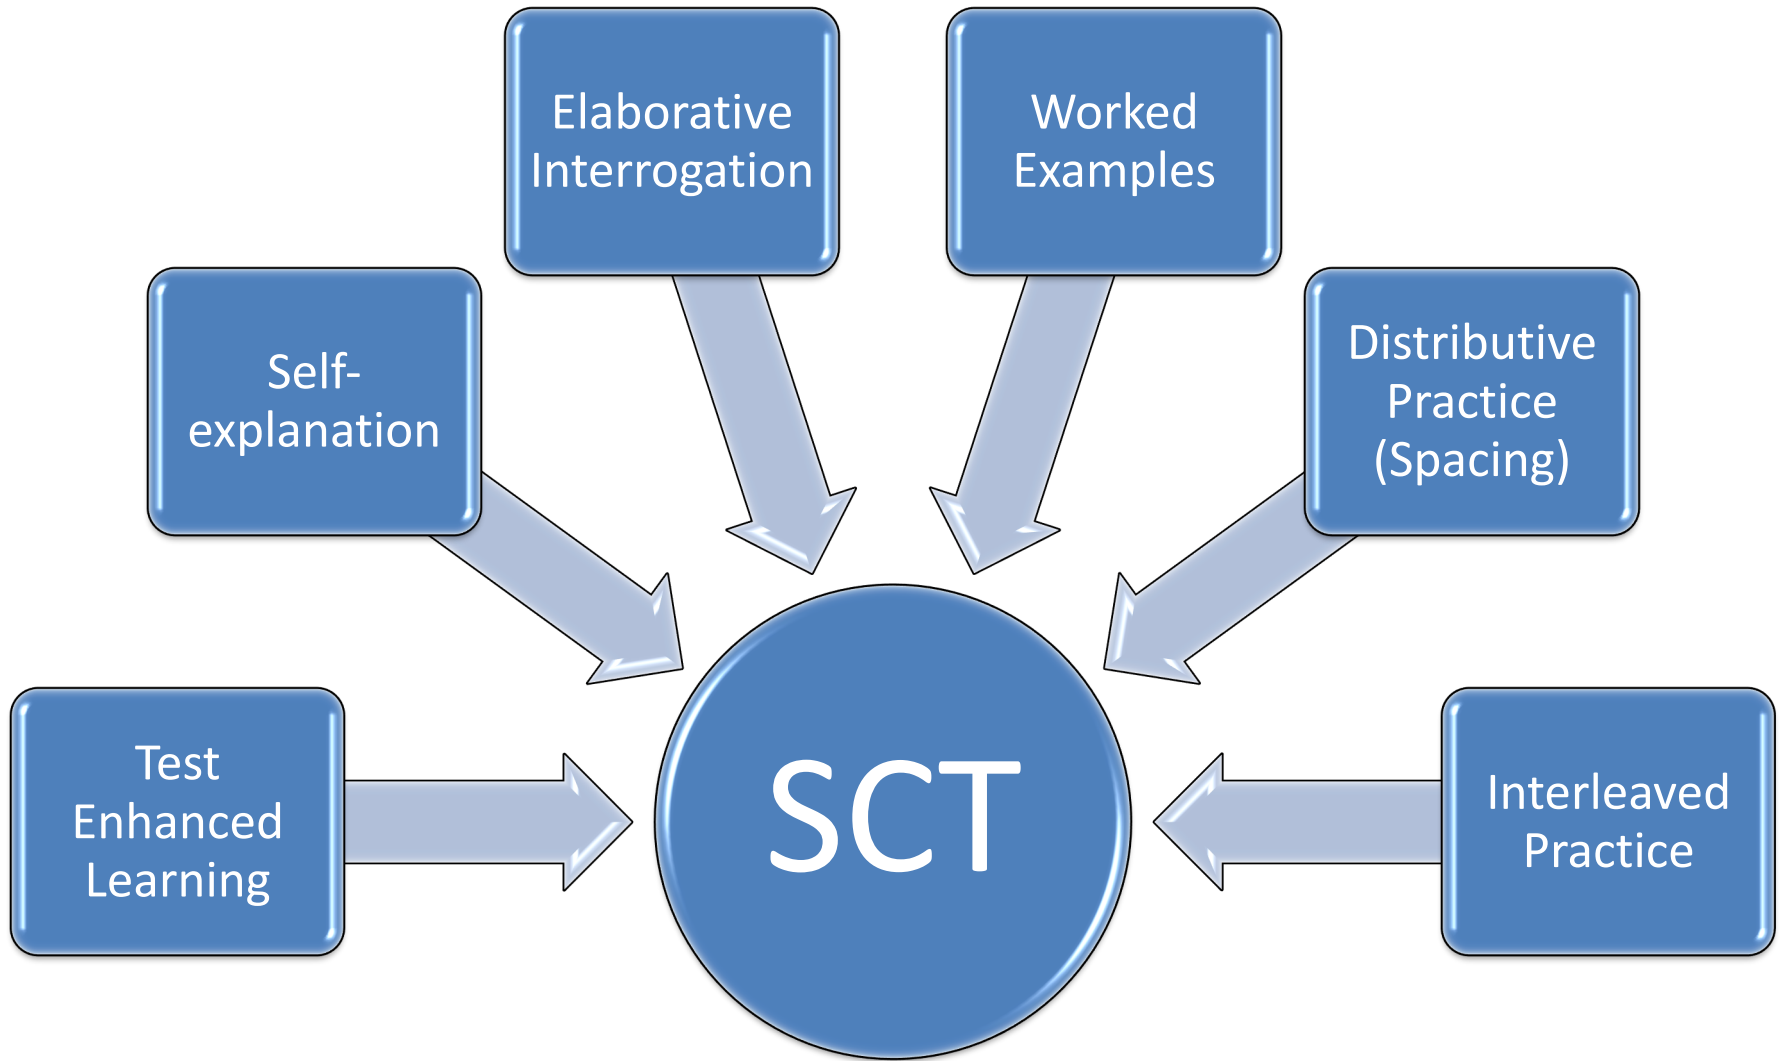 Elaborative
Interrogation
Worked
Examples
Self-
explanation
Distributive
Practice
(Spacing)
Test
Enhanced
Learning
SCT
Interleaved
Practice